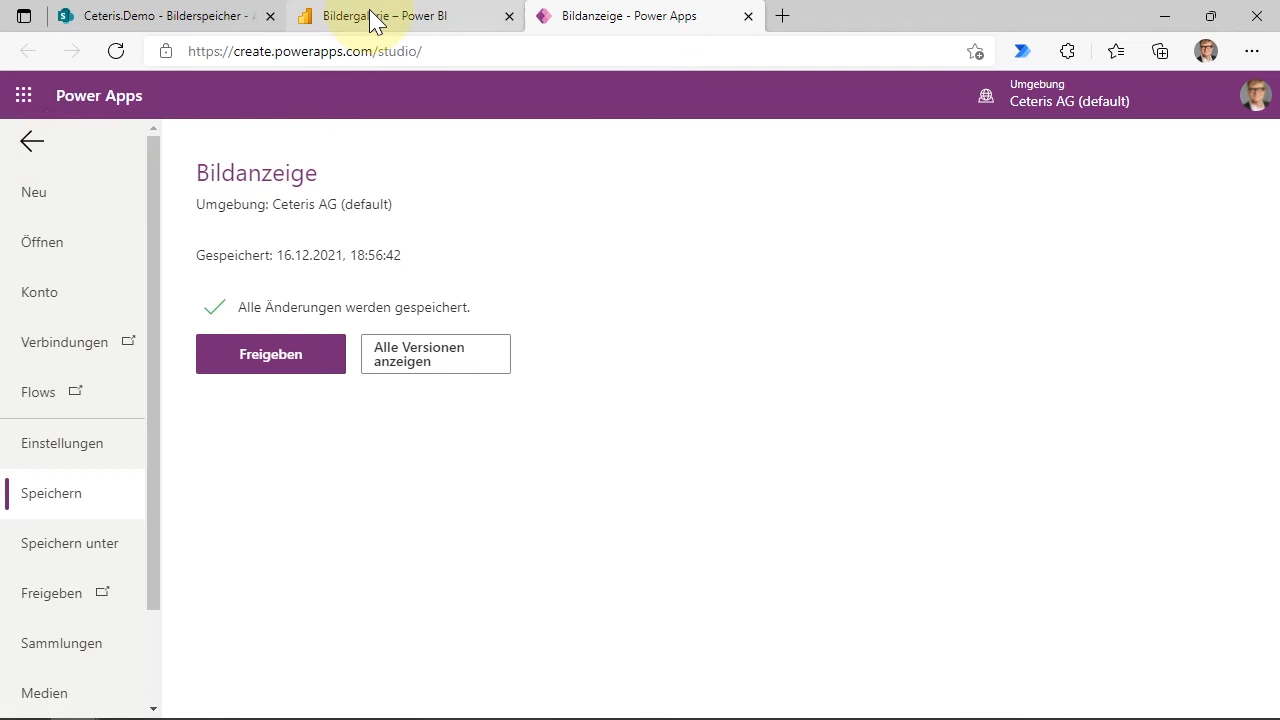 Ceteris.Demo - Bilderspeicher - A
Bildergalerie – Power BI
Bildanzeige - Power Apps
https://create.powerapps.com/studio/
Power Apps
Umgebung
Ceteris AG (default)
Neu
Öffnen
Konto
Verbindungen
Flows
Einstellungen
Speichern
Speichern unter
Freigeben
Sammlungen
Medien
Bildanzeige
Umgebung: Ceteris AG (default)
Gespeichert: 16.12.2021, 18:56:42
Alle Änderungen werden gespeichert.
Freigeben
Alle Versionen
anzeigen